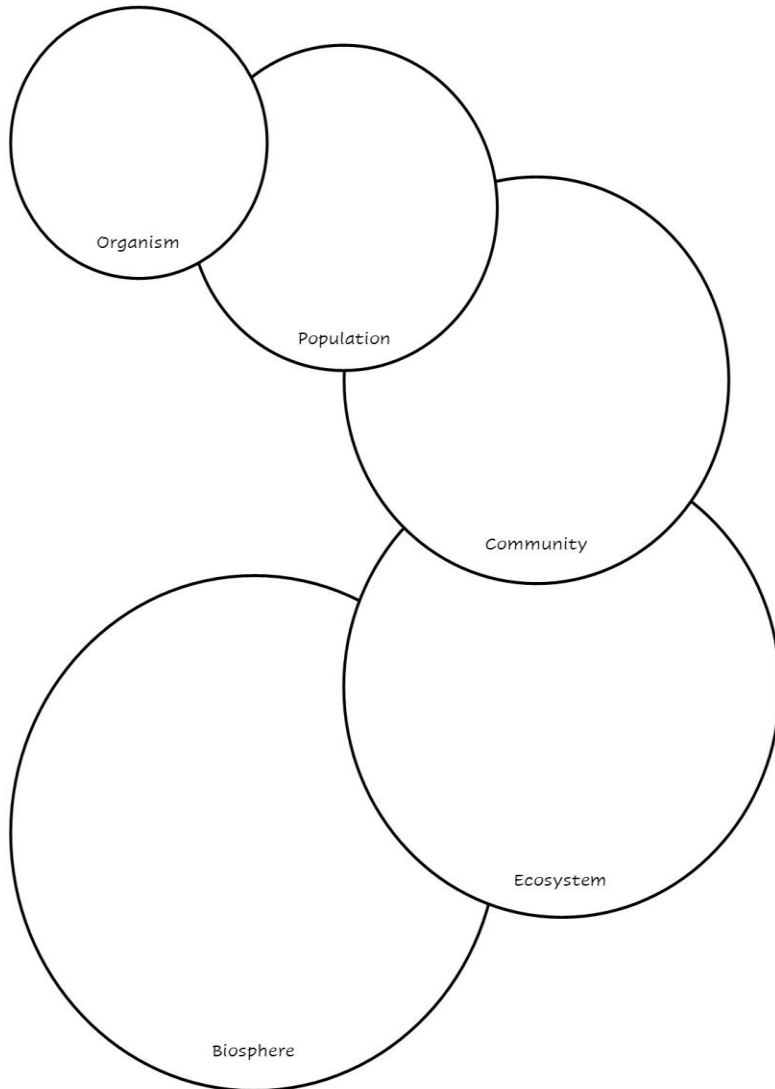 Organism
Population
Community
Ecosystem
Biosphere